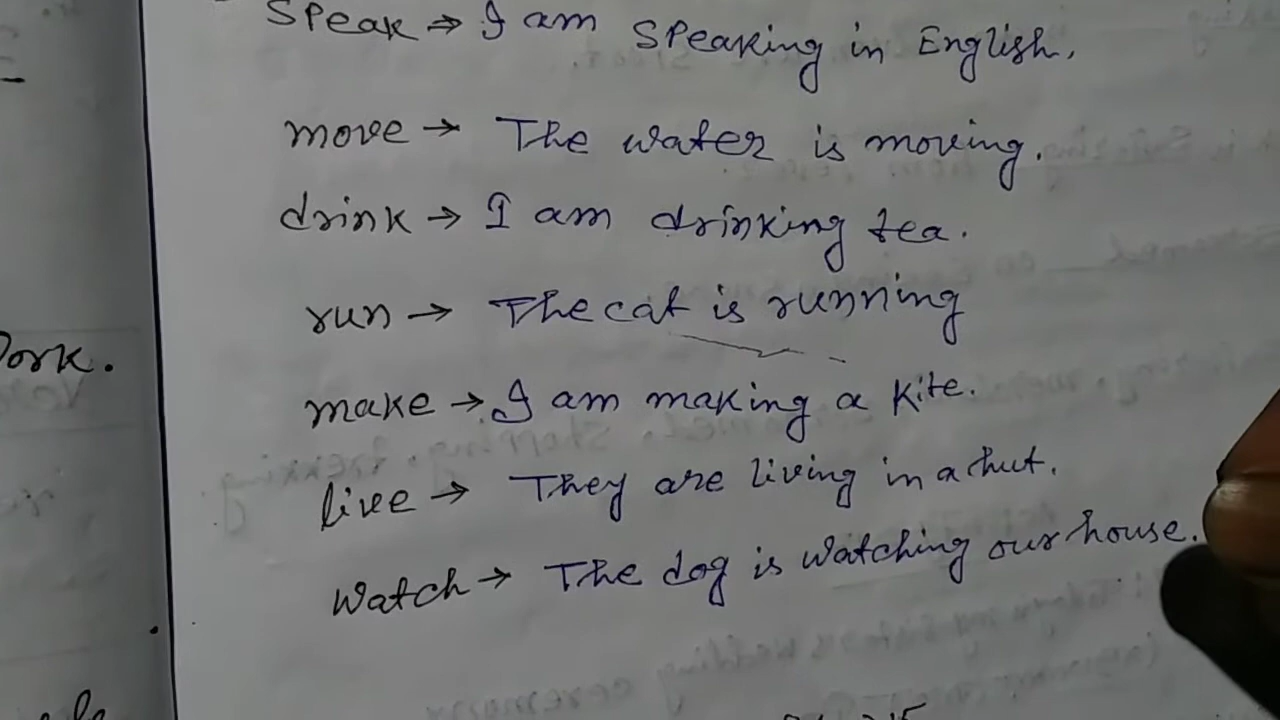 Speak ⇒ I am Speaking in English,
move → The water is moving.
drink → I am drinking tea.
run → The cat is running
ork.
make → I am making a kite.
live → They are living in a hut.
Watch → The dog is watching our house.